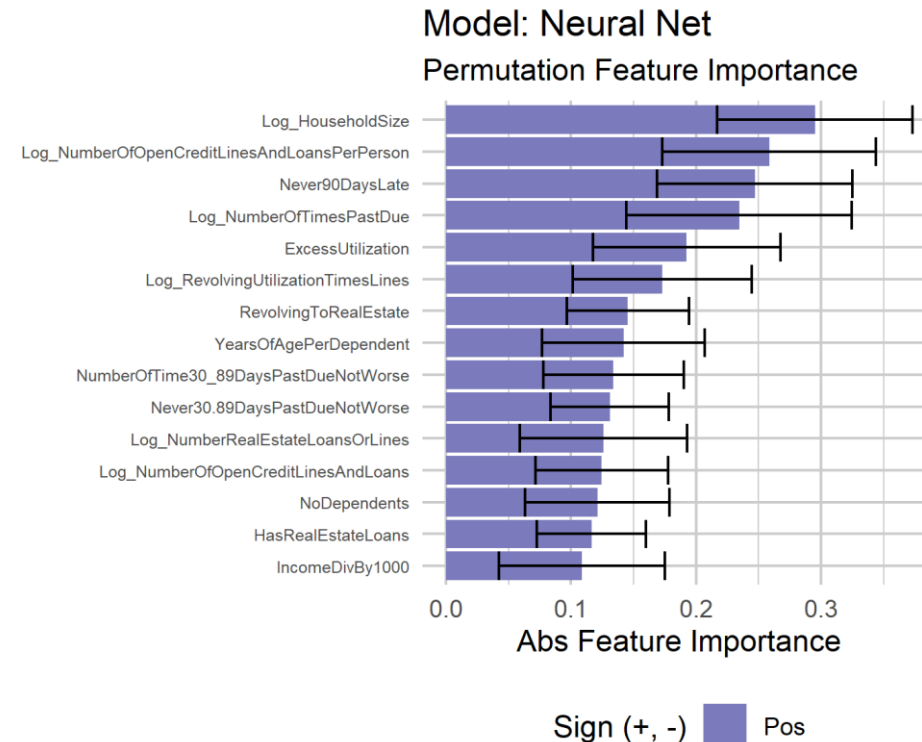 Model: Neural Net
Permutation Feature Importance
Log_HouseholdSize
Log_NumberOfOpenCreditLinesAndLoansPerPerson
Never90DaysLate
Log_NumberOfTimesPastDue
ExcessUtilization
Log_RevolvingUtilizationTimesLines
RevolvingToRealEstate
YearsOfAgePerDependent
NumberOfTime30_89DaysPastDueNotWorse
Never30.89DaysPastDueNotWorse
Log_NumberRealEstateLoansOrLines
Log_NumberOfOpenCreditLinesAndLoans
NoDependents
HasRealEstateLoans
IncomeDivBy1000
0.0 0.1 0.2 0.3
Abs Feature Importance
Sign (+, -) Pos